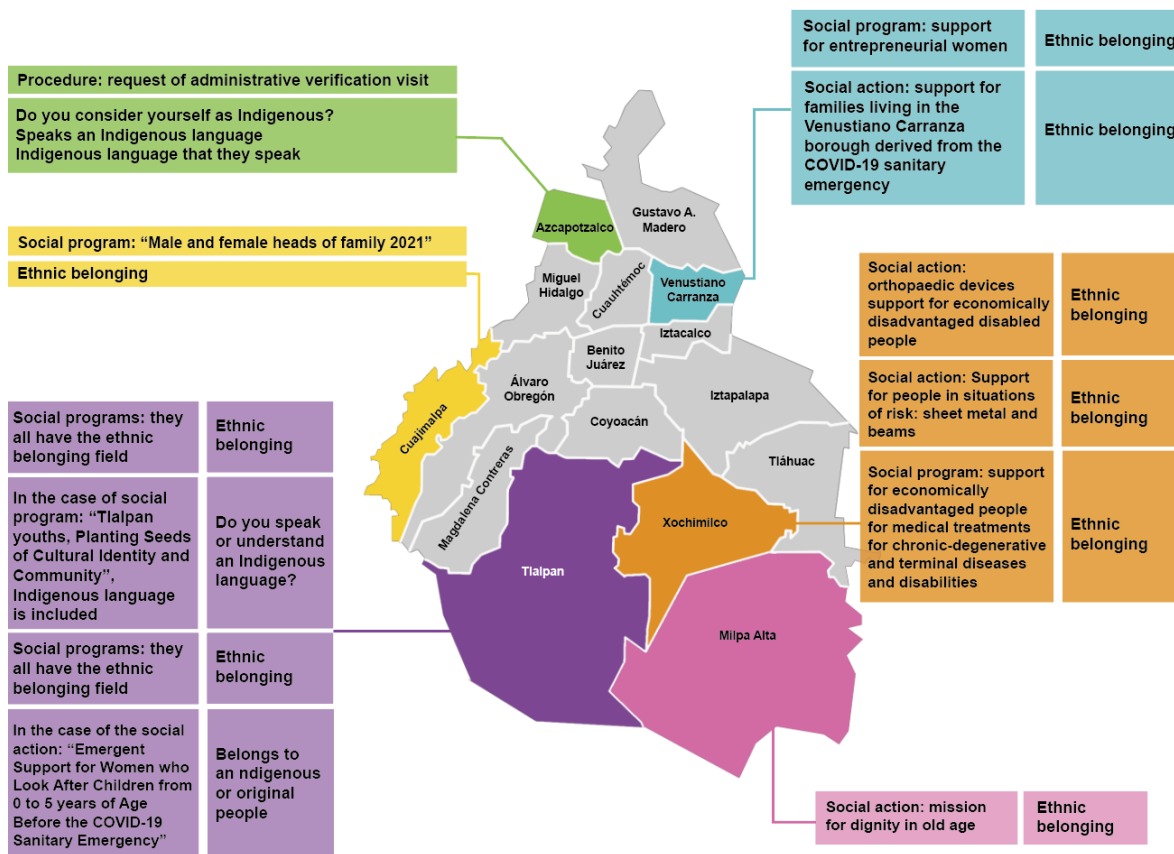 Procedure: request of administrative verification visit
Do you consider yourself as Indigenous?
Speaks an Indigenous language
Indigenous language that they speak
Social program: “Male and female heads of family 2021”
Ethnic belonging
Social programs: they
all have the ethnic
belonging field
Ethnic
belonging
In the case of social
program: “Tlalpan
youths, Planting Seeds
of Cultural Identity and
Community”,
Indigenous language
is included
Do you speak
or understand
an Indigenous
language?
Social programs: they
all have the ethnic
belonging field
Ethnic
belonging
In the case of the social
action: “Emergent
Support for Women who
Look After Children from
0 to 5 years of Age
Before the COVID-19
Sanitary Emergency”
Belongs to
an ndigenous
or original
people
Azcapotzalco
Gustavo A.
Madero
Miguel
Hidalgo
Cuauhtémoc
Venustiano
Carranza
Iztacalco
Benito
Juárez
Álvaro
Obregón
Iztapalapa
Cuajimalpa
Coyoacán
Magdalena Contreras
Tláhuac
Xochimilco
Tlalpan
Milpa Alta
Social program: support
for entrepreneurial women
Ethnic belonging
Social action: support for
families living in the
Venustiano Carranza
borough derived from the
COVID-19 sanitary
emergency
Ethnic belonging
Social action:
orthopaedic devices
support for economically
disadvantaged disabled
people
Ethnic
belonging
Social action: Support
for people in situations
of risk: sheet metal and
beams
Ethnic
belonging
Social program: support
for economically
disadvantaged people
for medical treatments
for chronic-degenerative
and terminal diseases
and disabilities
Ethnic
belonging
Social action: mission
for dignity in old age
Ethnic
belonging